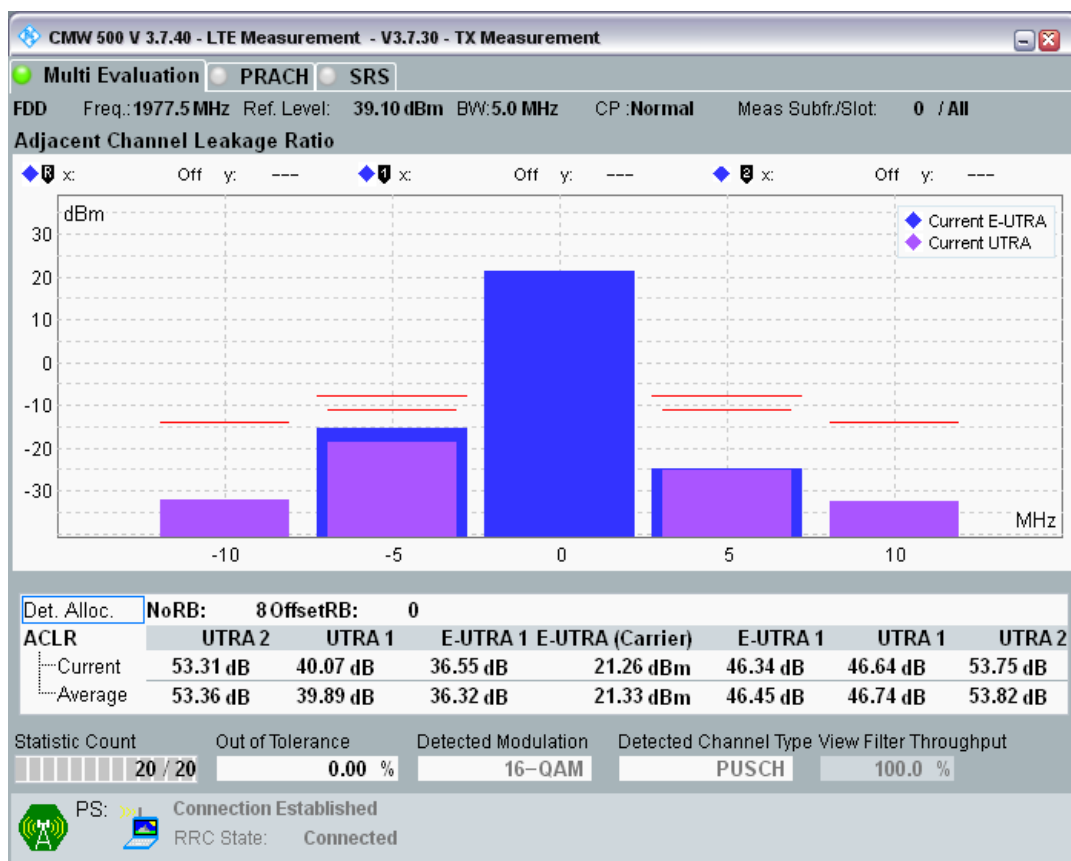 CMW 500 V 3.7.40 - LTE Measurement - V3.7.30 - TX Measurement
Multi Evaluation PRACH SRS
FDD Freq.:1977.5 MHz Ref. Level: 39.10 dBm BW:5.0 MHz CP :Normal Meas Subfr./Slot: 0 / All
Adjacent Channel Leakage Ratio
R x: Off y: --- 1 x: Off y: --- 2 x: Off y: ---
dBm
Current E-UTRA
Current UTRA
30
20
10
0
-10
-20
-30
MHz
-10 -5 0 5 10
Det. Alloc. NoRB: 8 OffsetRB: 0
ACLR UTRA 2 UTRA 1 E-UTRA 1 E-UTRA (Carrier) E-UTRA 1 UTRA 1 UTRA 2
Current 53.31 dB 40.07 dB 36.55 dB 21.26 dBm 46.34 dB 46.64 dB 53.75 dB
Average 53.36 dB 39.89 dB 36.32 dB 21.33 dBm 46.45 dB 46.74 dB 53.82 dB
Statistic Count Out of Tolerance Detected Modulation Detected Channel Type View Filter Throughput
20 / 20 0.00 % 16-QAM PUSCH 100.0 %
PS: Connection Established
RRC State: Connected